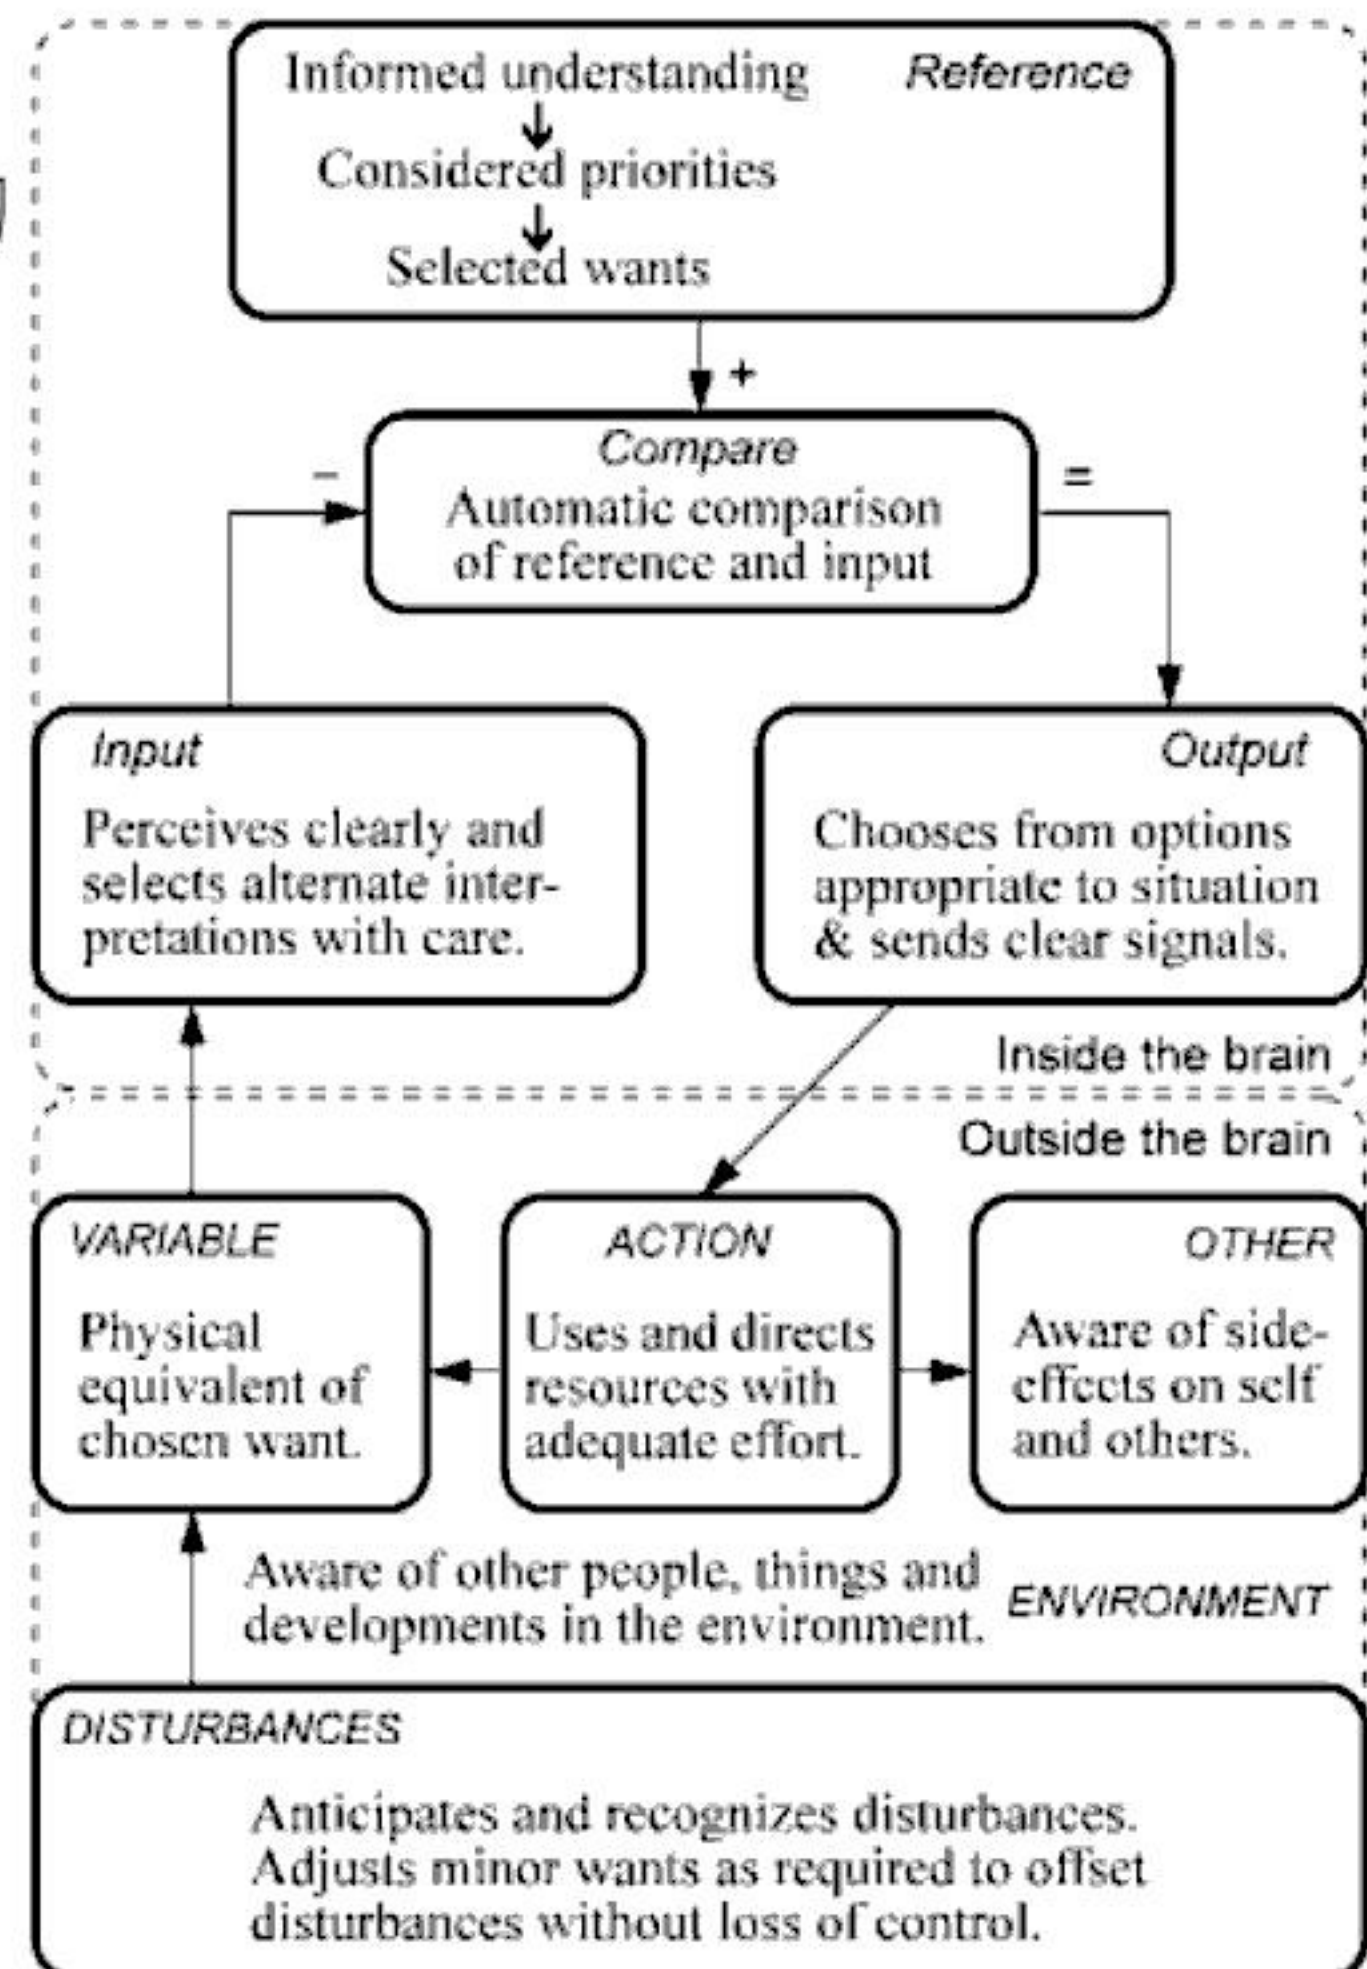 Informed understanding
Reference
Considered priorities
Selected wants
+
Compare
–
=
Automatic comparison
of reference and input
Input
Perceives clearly and
selects alternate inter-
pretations with care.
Output
Chooses from options
appropriate to situation
& sends clear signals.
Inside the brain
Outside the brain
VARIABLE
Physical
equivalent of
chosen want.
ACTION
Uses and directs
resources with
adequate effort.
OTHER
Aware of side-
effects on self
and others.
Aware of other people, things and
developments in the environment.
ENVIRONMENT
DISTURBANCES
Anticipates and recognizes disturbances.
Adjusts minor wants as required to offset
disturbances without loss of control.